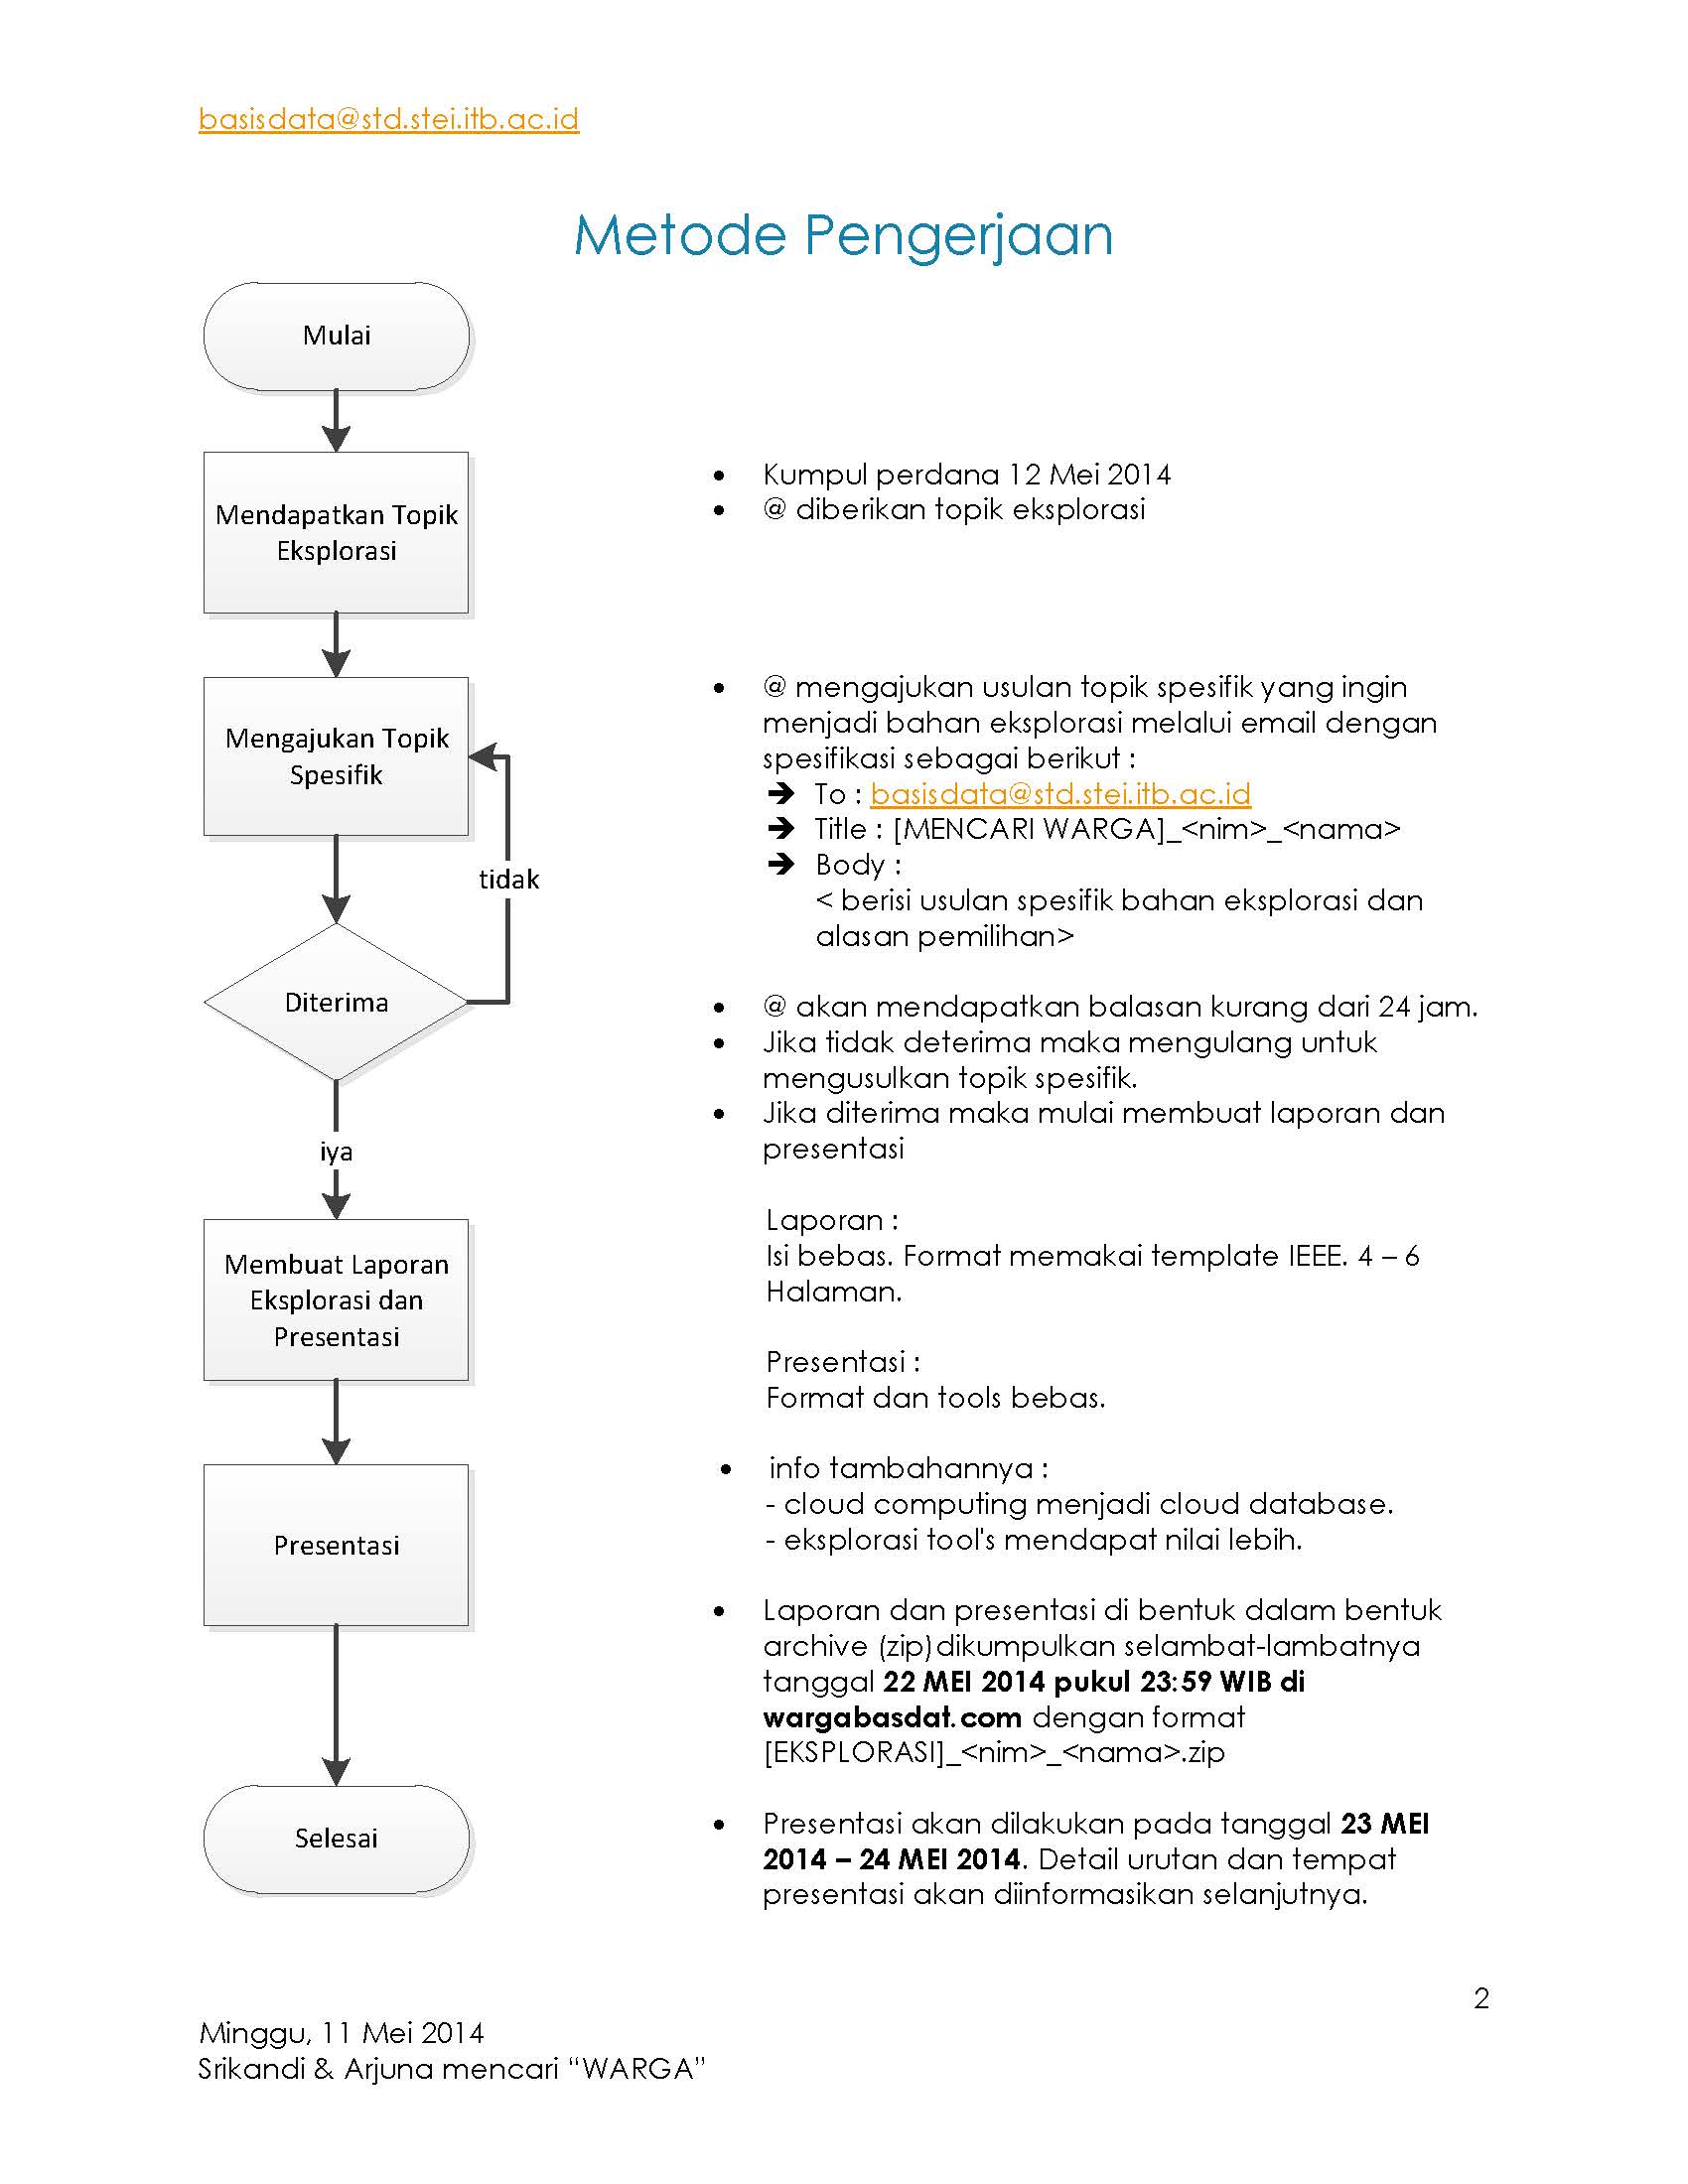 basisdata@std.stei.itb.ac.id
Metode Pengerjaan
Mulai
Mendapatkan Topik
Eksplorasi
Mengajukan Topik
Spesifik
tidak
Diterima
iya
Membuat Laporan
Eksplorasi dan
Presentasi
Presentasi
Selesai
• Kumpul perdana 12 Mei 2014
• @ diberikan topik eksplorasi
• @ mengajukan usulan topik spesifik yang ingin
menjadi bahan eksplorasi melalui email dengan
spesifikasi sebagai berikut :
➔ To : basisdata@std.stei.itb.ac.id
➔ Title : [MENCARI WARGA]_<nim>_<nama>
➔ Body :
< berisi usulan spesifik bahan eksplorasi dan
alasan pemilihan>
• @ akan mendapatkan balasan kurang dari 24 jam.
• Jika tidak deterima maka mengulang untuk
mengusulkan topik spesifik.
• Jika diterima maka mulai membuat laporan dan
presentasi
Laporan :
Isi bebas. Format memakai template IEEE. 4 – 6
Halaman.
Presentasi :
Format dan tools bebas.
• info tambahannya :
- cloud computing menjadi cloud database.
- eksplorasi tool's mendapat nilai lebih.
• Laporan dan presentasi di bentuk dalam bentuk
archive (zip)dikumpulkan selambat-lambatnya
tanggal 22 MEI 2014 pukul 23:59 WIB di
wargabasdat.com dengan format
[EKSPLORASI]_<nim>_<nama>.zip
• Presentasi akan dilakukan pada tanggal 23 MEI
2014 – 24 MEI 2014. Detail urutan dan tempat
presentasi akan diinformasikan selanjutnya.
2
Minggu, 11 Mei 2014
Srikandi & Arjuna mencari “WARGA”